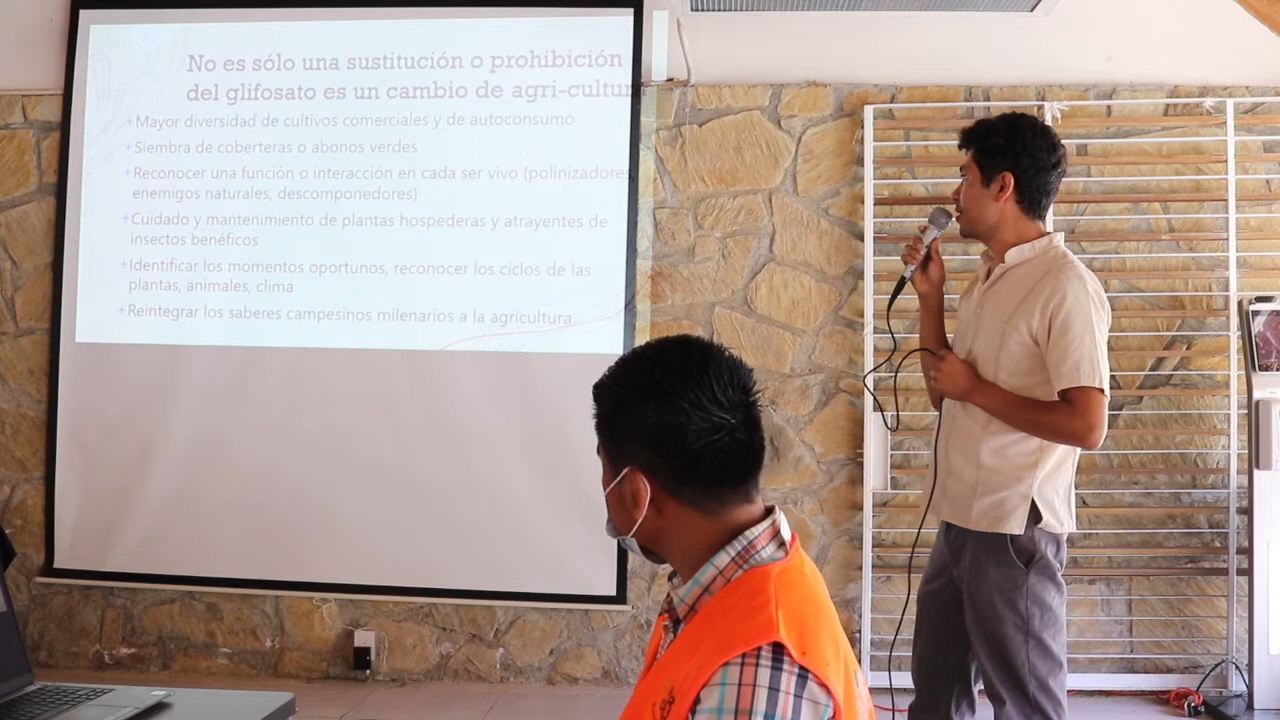 No es sólo una sustitución o prohibición
del glifosato es un cambio de agri-cultur
+Mayor diversidad de cultivos comerciales y de autoconsumo
+Siembra de coberteras o abonos verdes
+Reconocer una función o interacción en cada ser vivo (polinizadores,
enemigos naturales, descomponedores)
+Cuidado y mantenimiento de plantas hospederas y atrayentes de
insectos benéficos
+Identificar los momentos oportunos, reconocer los ciclos de las
plantas, animales, clima
+Reintegrar los saberes campesinos milenarios a la agricultura